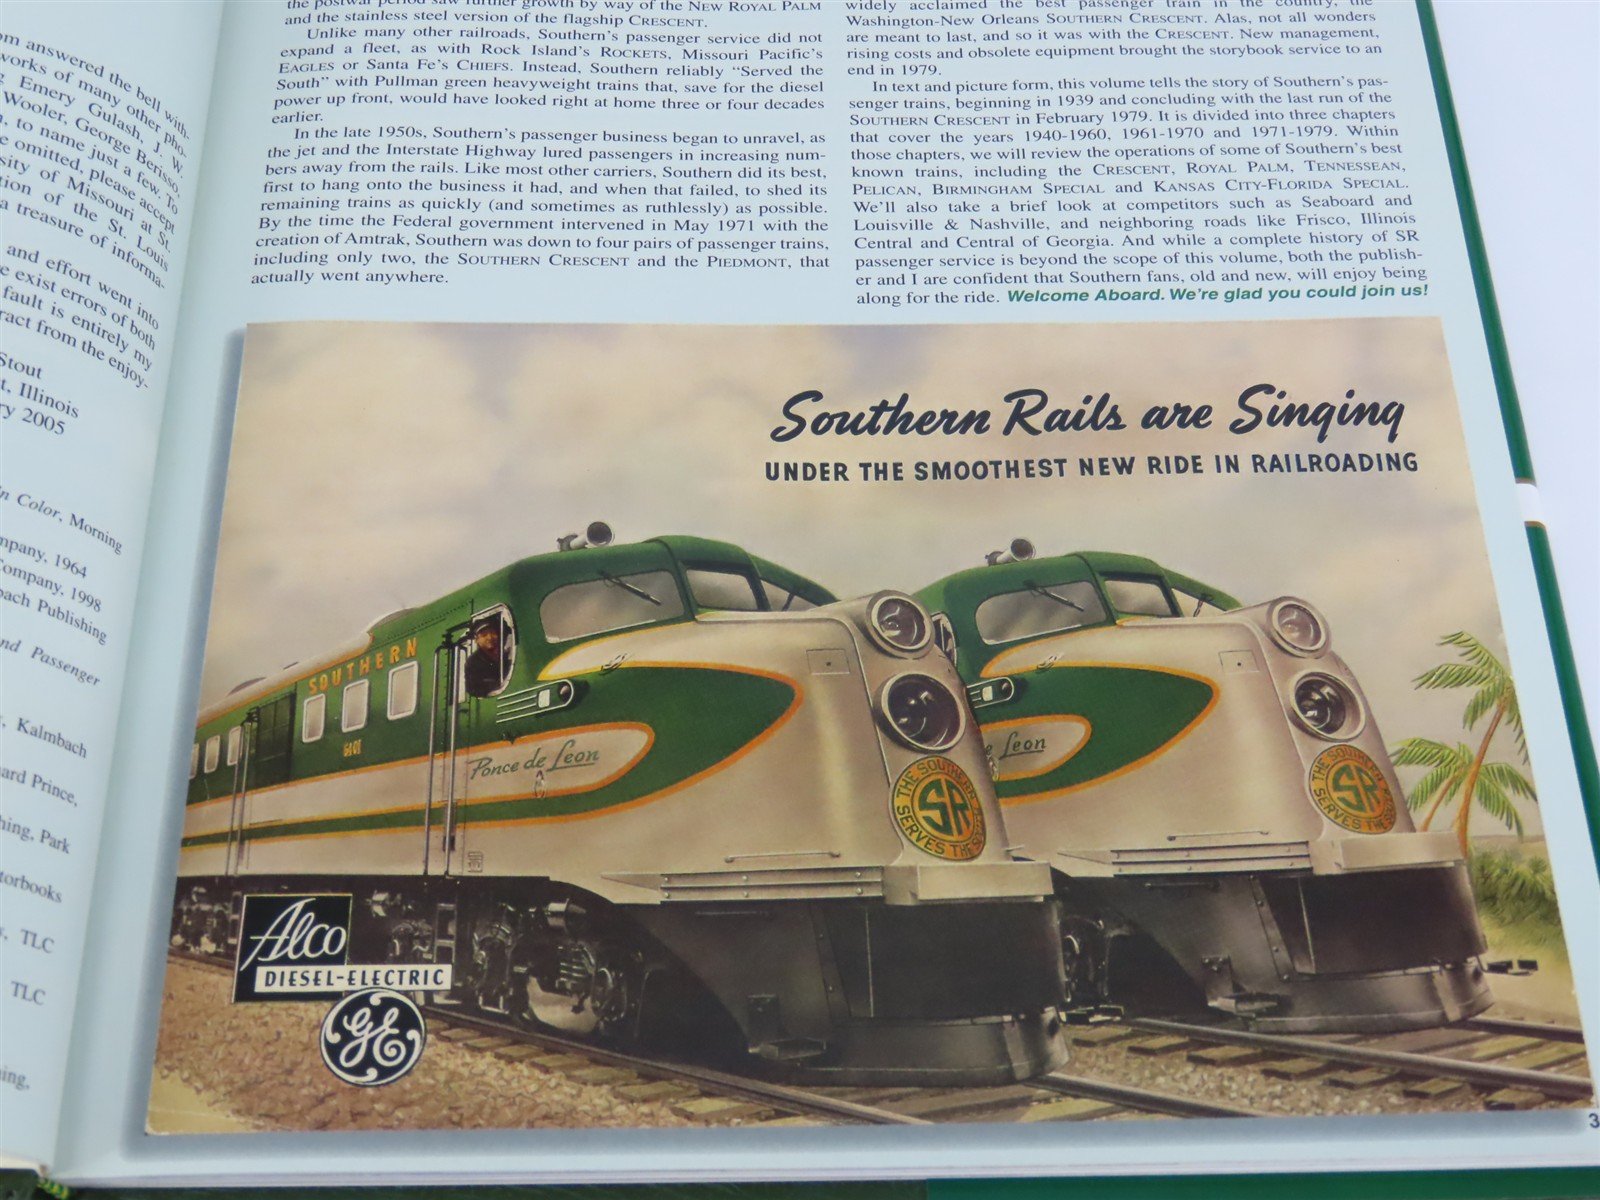 om answered the bell with-
works of many other pho-
Emery Gulash, J. W.
Wooler, George Berisso,
, to name just a few. To
e omitted, please accept
sity of Missouri at St.
tion of the St. Louis
a treasure of informa-
and effort went into
e exist errors of both
fault is entirely my
ract from the enjoy-
Stout
t, Illinois
ry 2005
in Color, Morning
mpany, 1964
Company, 1998
bach Publishing
nd Passenger
, Kalmbach
ard Prince,
hing, Park
torbooks
, TLC
TLC
ing,
the postwar period saw further growth by way of the NEW ROYAL PALM
and the stainless steel version of the flagship CRESCENT.
Unlike many other railroads, Southern's passenger service did not
expand a fleet, as with Rock Island's ROCKETS, Missouri Pacific's
EAGLES or Santa Fe's CHIEFS. Instead, Southern reliably "Served the
South" with Pullman green heavyweight trains that, save for the diesel
power up front, would have looked right at home three or four decades
earlier.
In the late 1950s, Southern's passenger business began to unravel, as
the jet and the Interstate Highway lured passengers in increasing num-
bers away from the rails. Like most other carriers, Southern did its best,
first to hang onto the business it had, and when that failed, to shed its
remaining trains as quickly (and sometimes as ruthlessly) as possible.
By the time the Federal government intervened in May 1971 with the
creation of Amtrak, Southern was down to four pairs of passenger trains,
including only two, the SOUTHERN CRESCENT and the PIEDMONT, that
actually went anywhere.
widely acclaimed the best passenger train in the country, the
Washington-New Orleans SOUTHERN CRESCENT. Alas, not all wonders
are meant to last, and so it was with the CRESCENT. New management,
rising costs and obsolete equipment brought the storybook service to an
end in 1979.
In text and picture form, this volume tells the story of Southern's pas-
senger trains, beginning in 1939 and concluding with the last run of the
SOUTHERN CRESCENT in February 1979. It is divided into three chapters
that cover the years 1940-1960, 1961-1970 and 1971-1979. Within
those chapters, we will review the operations of some of Southern's best
known trains, including the CRESCENT, ROYAL PALM, TENNESSEAN,
PELICAN, BIRMINGHAM SPECIAL and KANSAS CITY-FLORIDA SPECIAL.
We'll also take a brief look at competitors such as Seaboard and
Louisville & Nashville, and neighboring roads like Frisco, Illinois
Central and Central of Georgia. And while a complete history of SR
passenger service is beyond the scope of this volume, both the publish-
er and I are confident that Southern fans, old and new, will enjoy being
along for the ride. Welcome Aboard. We're glad you could join us!
Southern Rails are Singing
UNDER THE SMOOTHEST NEW RIDE IN RAILROADING
SOUTHERN
Ponce de Leon
e Leon
THE SOUTHERN
SR
SERVES THE S
THE SOUTHERN
SR
SERVES THE S
Alco
DIESEL-ELECTRIC
GE
3